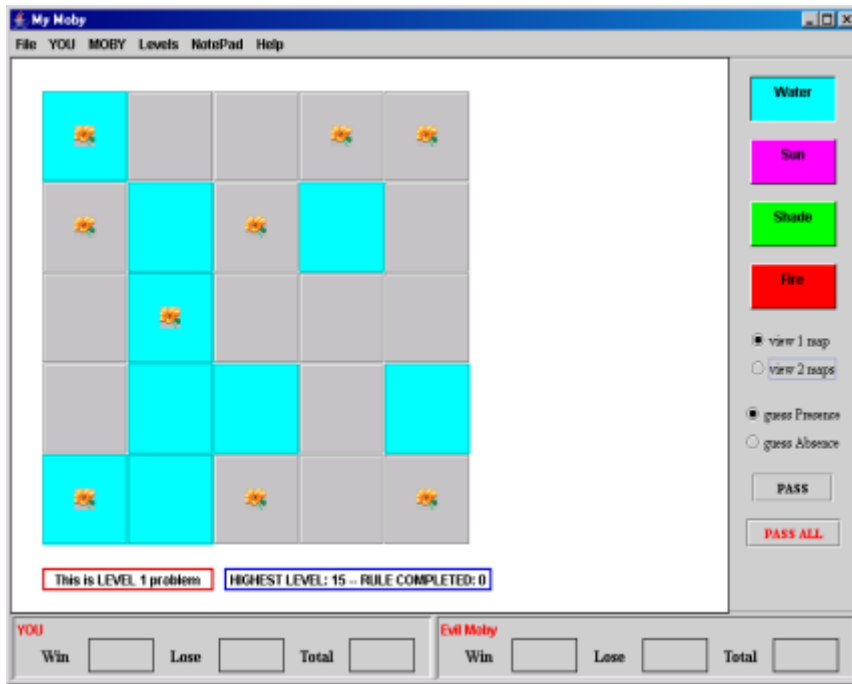 My Moby
File YOU MOBY Levels NotePad Help
Water
Sun
Shade
Fire
view 1 map
view 2 maps
guess Presence
guess Absence
PASS
PASS ALL
This is LEVEL 1 problem
HIGHEST LEVEL: 15 -- RULE COMPLETED: 0
YOU
Win Lose Total
Evil Moby
Win Lose Total